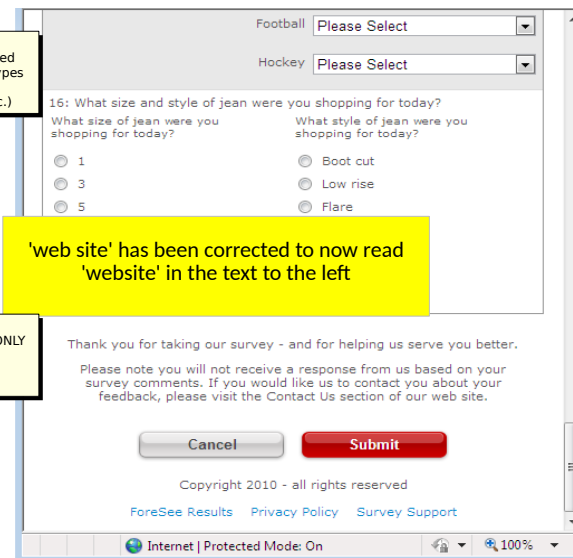 Football Please Select
Hockey Please Select
ed
ypes
c.)
16: What size and style of jean were you shopping for today?
What size of jean were you
shopping for today?
What style of jean were you
shopping for today?
1
3
5
Boot cut
Low rise
Flare
'web site' has been corrected to now read
'website' in the text to the left
ONLY
Thank you for taking our survey - and for helping us serve you better.
Please note you will not receive a response from us based on your
survey comments. If you would like us to contact you about your
feedback, please visit the Contact Us section of our web site.
Cancel Submit
Copyright 2010 - all rights reserved
ForeSee Results Privacy Policy Survey Support
Internet | Protected Mode: On 100%